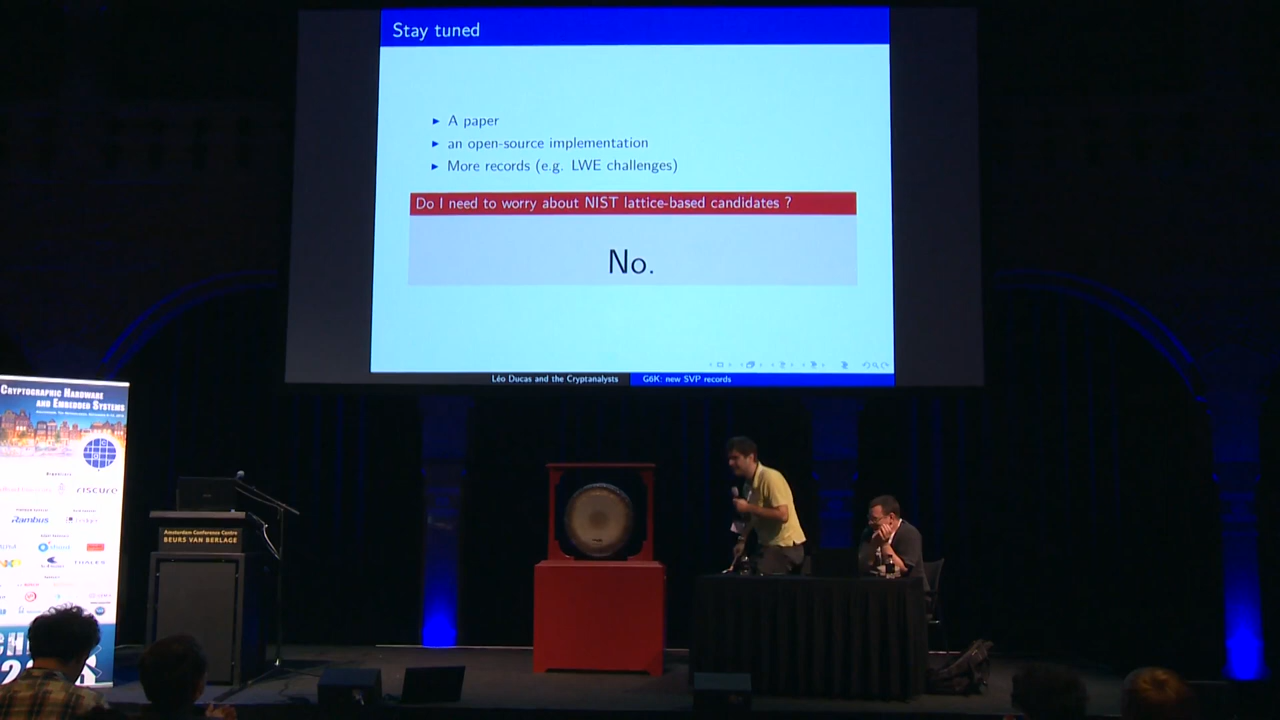 Stay tuned
▶ A paper
▶ an open-source implementation
▶ More records (e.g. LWE challenges)
Do I need to worry about NIST lattice-based candidates ?
No.
Léo Ducas and the Cryptanalysts
G6K: new SVP records
Cryptographic Hardware
and Embedded Systems
riscure
Rambus
Amsterdam Conference Centre
BEURS VAN BERLAGE